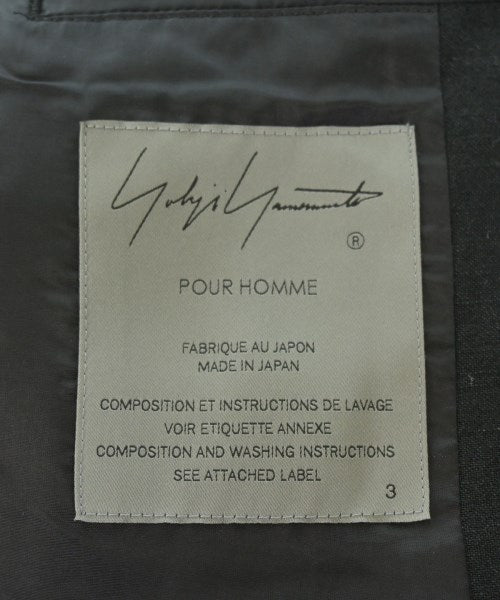 Yohji Yamamoto
®
POUR HOMME
FABRIQUE AU JAPON
MADE IN JAPAN
COMPOSITION ET INSTRUCTIONS DE LAVAGE
VOIR ETIQUETTE ANNEXE
COMPOSITION AND WASHING INSTRUCTIONS
SEE ATTACHED LABEL
3